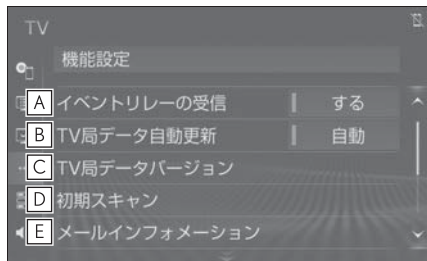 TV
機能設定
A イベントリレーの受信 する
B TV局データ自動更新 自動
C TV局データバージョン
D 初期スキャン
E メールインフォメーション